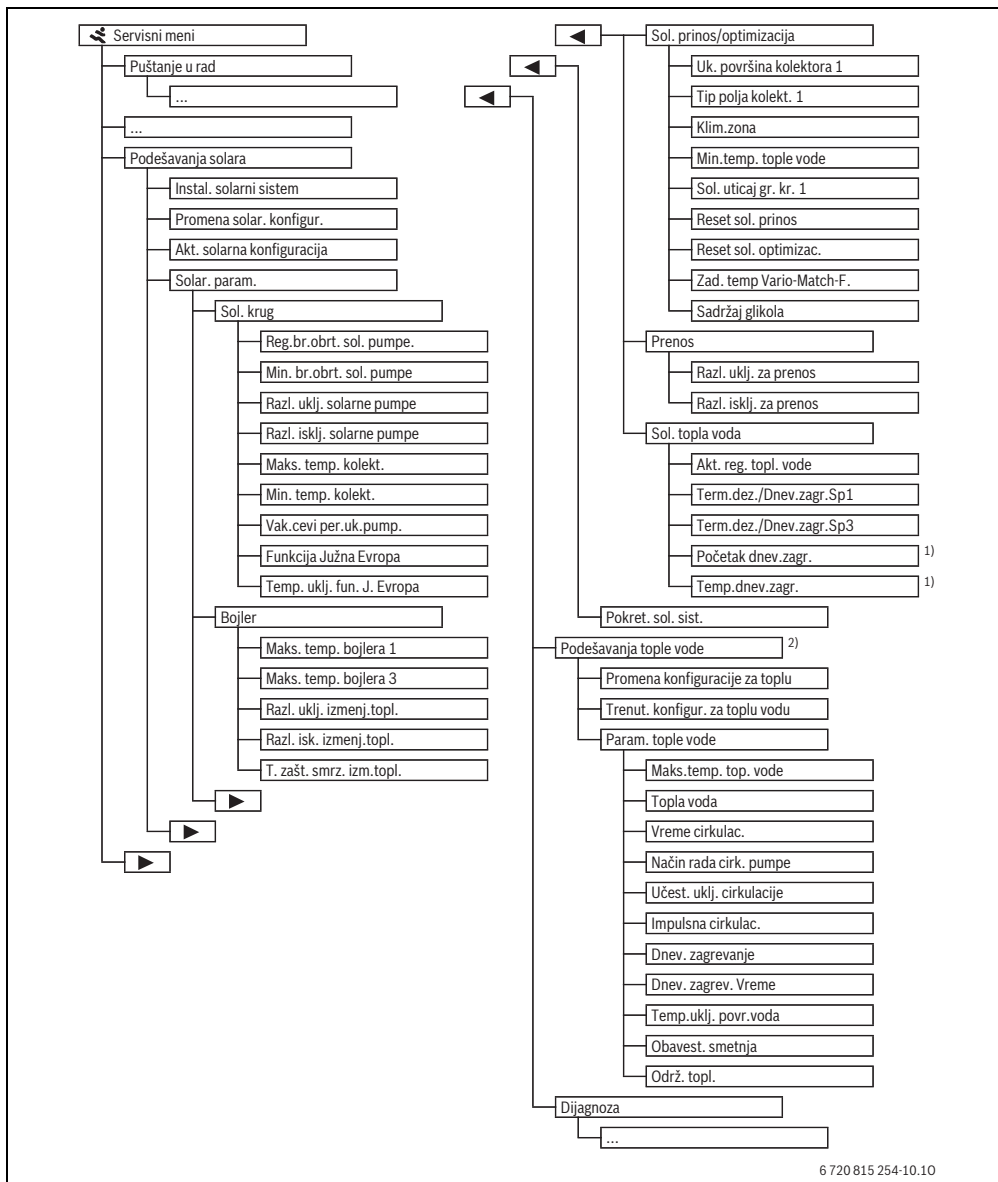 Servisni meni
Puštanje u rad
...
...
Podešavanja solara
Instal. solarni sistem
Promena solar. konfigur.
Akt. solarna konfiguracija
Solar. param.
Sol. krug
Reg.br.obrt. sol. pumpe.
Min. br.obrt. sol. pumpe
Razl. uklj. solarne pumpe
Razl. isklj. solarne pumpe
Maks. temp. kolekt.
Min. temp. kolekt.
Vak.cevi per.uk.pump.
Funkcija Južna Evropa
Temp. uklj. fun. J. Evropa
Bojler
Maks. temp. bojlera 1
Maks. temp. bojlera 3
Razl. uklj. izmenj.topl.
Razl. isk. izmenj.topl.
T. zašt. smrz. izm.topl.
Sol. prinos/optimizacija
Uk. površina kolektora 1
Tip polja kolekt. 1
Klim.zona
Min.temp. tople vode
Sol. uticaj gr. kr. 1
Reset sol. prinos
Reset sol. optimizac.
Zad. temp Vario-Match-F.
Sadržaj glikola
Prenos
Razl. uklj. za prenos
Razl. isklj. za prenos
Sol. topla voda
Akt. reg. topl. vode
Term.dez./Dnev.zagr.Sp1
Term.dez./Dnev.zagr.Sp3
Početak dnev.zagr. 1)
Temp.dnev.zagr. 1)
Pokret. sol. sist.
Podešavanja tople vode 2)
Promena konfiguracije za toplu
Trenut. konfigur. za toplu vodu
Param. tople vode
Maks.temp. top. vode
Topla voda
Vreme cirkulac.
Način rada cirk. pumpe
Učest. uklj. cirkulacije
Impulsna cirkulac.
Dnev. zagrevanje
Dnev. zagrev. Vreme
Temp.uklj. povr.voda
Obavest. smetnja
Održ. topl.
Dijagnoza
...
6 720 815 254-10.1O